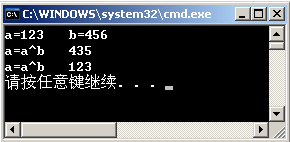 C:\WINDOWS\system32\cmd.exe
a=123   b=456
a=a^b   435
a=a^b   123
请按任意键继续. . .